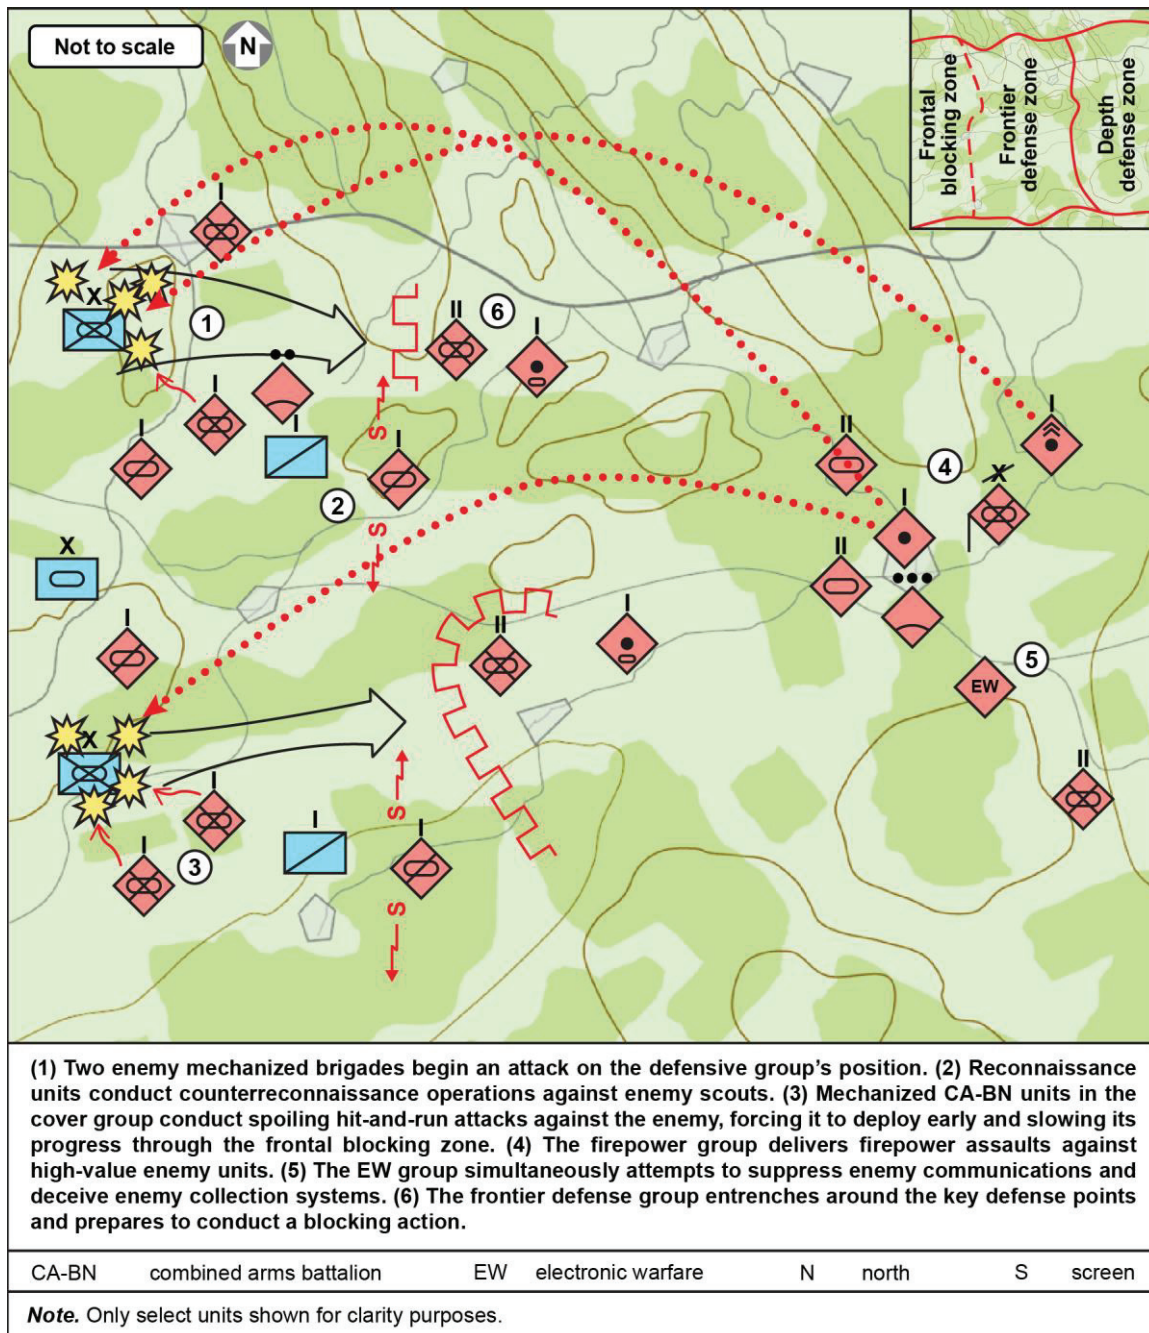 Not to scale
N
Frontal
blocking zone
Frontier
defense zone
Depth
defense zone
I
X
1
II
6
I
I
I
I
S
I
2
S
II
4
I
X
I
X
II
I
II
I
I
5
EW
II
X
I
S
I
I
3
I
S
(1) Two enemy mechanized brigades begin an attack on the defensive group’s position. (2) Reconnaissance
units conduct counterreconnaissance operations against enemy scouts. (3) Mechanized CA-BN units in the
cover group conduct spoiling hit-and-run attacks against the enemy, forcing it to deploy early and slowing its
progress through the frontal blocking zone. (4) The firepower group delivers firepower assaults against
high-value enemy units. (5) The EW group simultaneously attempts to suppress enemy communications and
deceive enemy collection systems. (6) The frontier defense group entrenches around the key defense points
and prepares to conduct a blocking action.
CA-BN combined arms battalion EW electronic warfare N north S screen
Note. Only select units shown for clarity purposes.